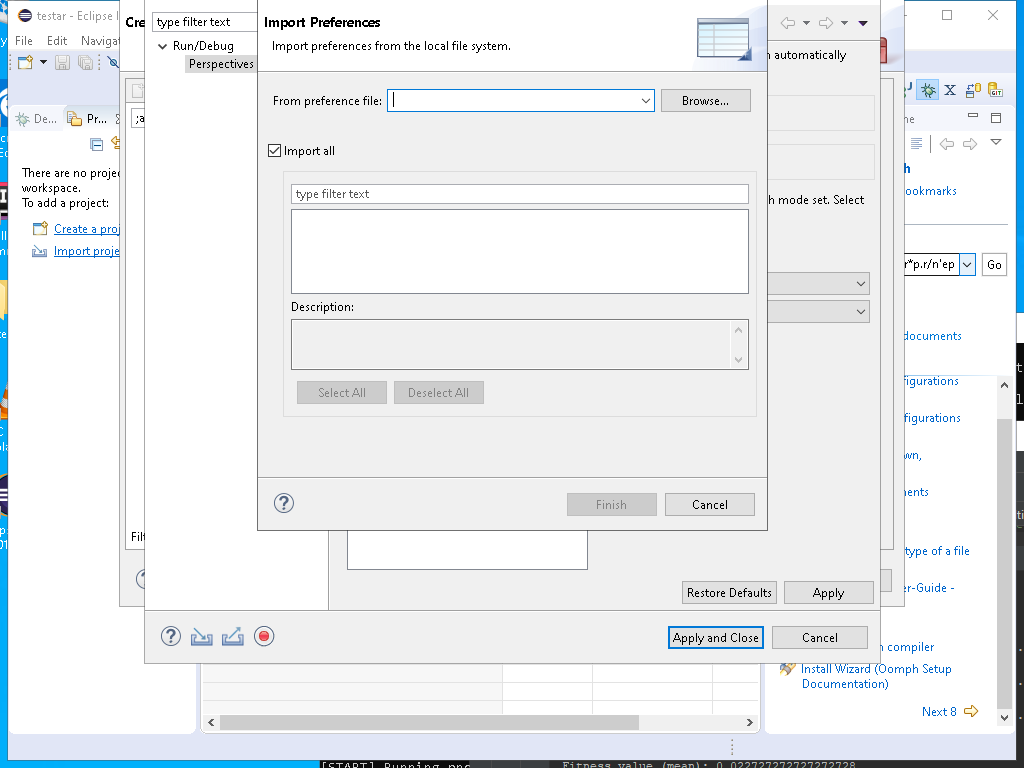 testar - Eclipse
File Edit Navigat
De...
Pr...
There are no proje
workspace.
To add a project:
Create a proj
Import proje
Cre
;a
Filt
type filter text
Run/Debug
Perspectives
Import Preferences
Import preferences from the local file system.
From preference file:
Browse...
Import all
type filter text
Description:
Select All
Deselect All
Finish
Cancel
automatically
h mode set. Select
Restore Defaults
Apply
Apply and Close
Cancel
ne
h
ookmarks
r*p.r/n'ep
Go
documents
figurations
figurations
wn,
nents
type of a file
er-Guide -
n compiler
Install Wizard (Oomph Setup
Documentation)
Next 8
[START] Running
Fitness value (mean): 0.022727272727272728